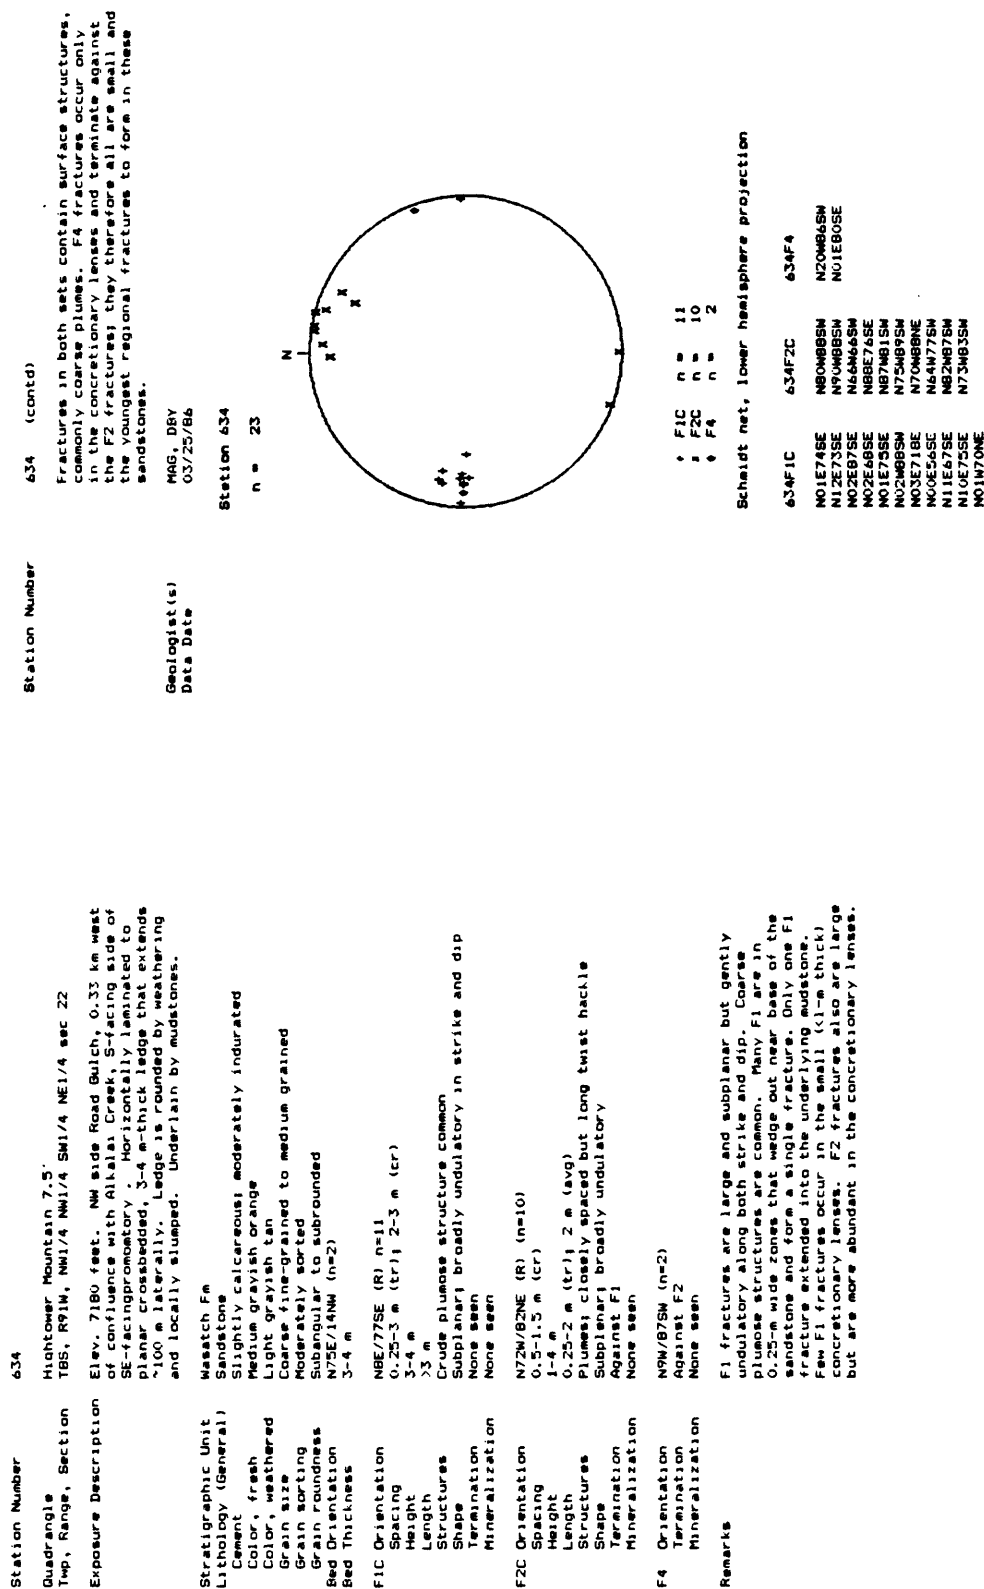 Station Number 634
Quadrangle Hightower Mountain 7.5'
Twp, Range, Section T8S, R91W, NW1/4 NW1/4 SW1/4 NE1/4 sec 22
Exposure Description Elev. 7180 feet. NW side Road Gulch, 0.33 km west
of confluence with Alkalai Creek, S-facing side of
SE-facingpromomtory . Horizontally laminated to
planar crossbedded, 3-4 m-thick ledge that extends
~100 m laterally. Ledge is rounded by weathering
and locally slumped. Underlain by mudstones.
Stratigraphic Unit Wasatch Fm
Lithology (General) Sandstone
Cement Slightly calcareous; moderately indurated
Color, fresh Medium grayish orange
Color, weathered Light grayish tan
Grain size Coarse fine-grained to medium grained
Grain sorting Moderately sorted
Grain roundness Subangular to subrounded
Bed Orientation N75E/14NW (n=2)
Bed Thickness 3-4 m
F1C Orientation N8E/77SE (R) n=11
Spacing 0.25-3 m (tr); 2-3 m (cr)
Height 3-4 m
Length >3 m
Structures Crude plumose structure common
Shape Subplanar; broadly undulatory in strike and dip
Termination None seen
Mineralization None seen
F2C Orientation N72W/82NE (R) (n=10)
Spacing 0.5-1.5 m (cr)
Height 1-4 m
Length 0.25-2 m (tr); 2 m (avg)
Structures Plumes; closely spaced but long twist hackle
Shape Subplanar; broadly undulatory
Termination Against F1
Mineralization None seen
F4 Orientation N9W/87SW (n=2)
Termination Against F2
Mineralization None seen
Remarks F1 fractures are large and subplanar but gently
undulatory along both strike and dip. Coarse
plumose structures are common. Many F1 are in
0.25-m wide zones that wedge out near base of the
sandstone and form a single fracture. Only one F1
fracture extended into the underlying mudstone.
Few F1 fractures occur in the small (<1-m thick)
concretionary lenses. F2 fractures also are large
but are more abundant in the concretionary lenses.
Station Number 634 (contd)
Fractures in both sets contain surface structures,
commonly coarse plumes. F4 fractures occur only
in the concretionary lenses and terminate against
the F2 fractures; they therefore all are small and
the youngest regional fractures to form in these
sandstones.
Geologist(s) MAG, DBY
Data Date 03/25/86
Station 634
n = 23
N
+ F1C n = 11
x F2C n = 10
♦ F4 n = 2
Schmidt net, lower hemisphere projection
634F1C 634F2C 634F4
N01E74SE N80W88SW N20W86SW
N12E73SE N90W88SW N01E80SE
N02E87SE N66W66SW
N02E68SE N88E76SE
N01E75SE N87W81SW
N02W88SW N75W89SW
N03E71SE N70W88NE
N00E56SE N64W77SW
N11E67SE N82W87SW
N10E75SE N73W83SW
N01W70NE